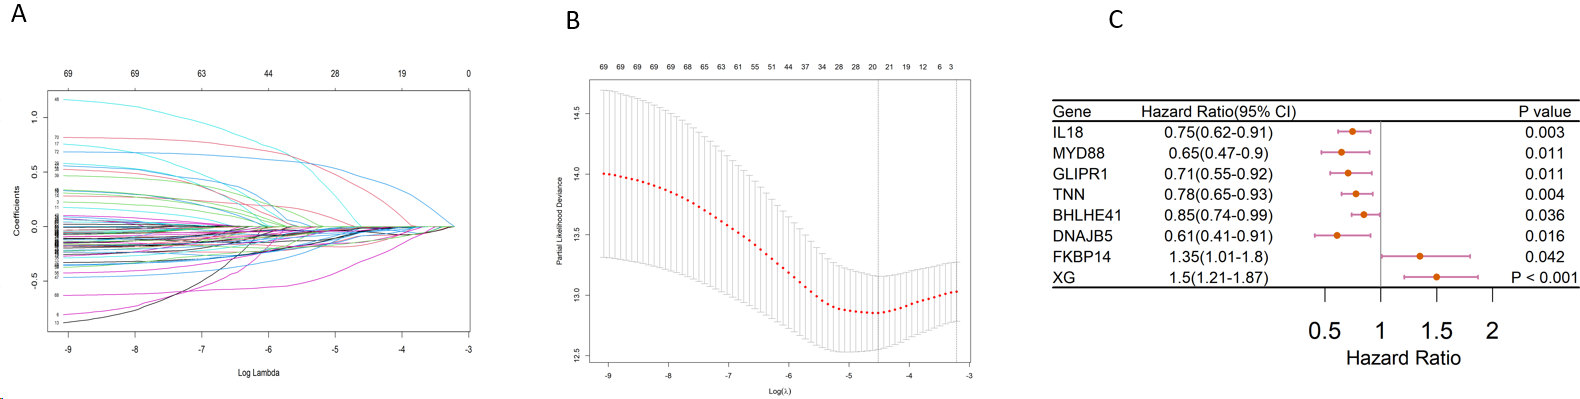 A
B
C
69 69 63 44 28 19 0
Coefficients
1.0
0.5
0.0
-0.5
-9 -8 -7 -6 -5 -4 -3
Log Lambda
69 69 69 69 69 68 65 63 61 55 51 44 37 34 28 28 20 21 19 12 6 3
Partial Likelihood Deviance
14.5
14.0
13.5
13.0
12.5
-9 -8 -7 -6 -5 -4 -3
Log(λ)
Gene Hazard Ratio(95% CI) P value
IL18 0.75(0.62-0.91) 0.003
MYD88 0.65(0.47-0.9) 0.011
GLIPR1 0.71(0.55-0.92) 0.011
TNN 0.78(0.65-0.93) 0.004
BHLHE41 0.85(0.74-0.99) 0.036
DNAJB5 0.61(0.41-0.91) 0.016
FKBP14 1.35(1.01-1.8) 0.042
XG 1.5(1.21-1.87) P < 0.001
0.5 1 1.5 2
Hazard Ratio